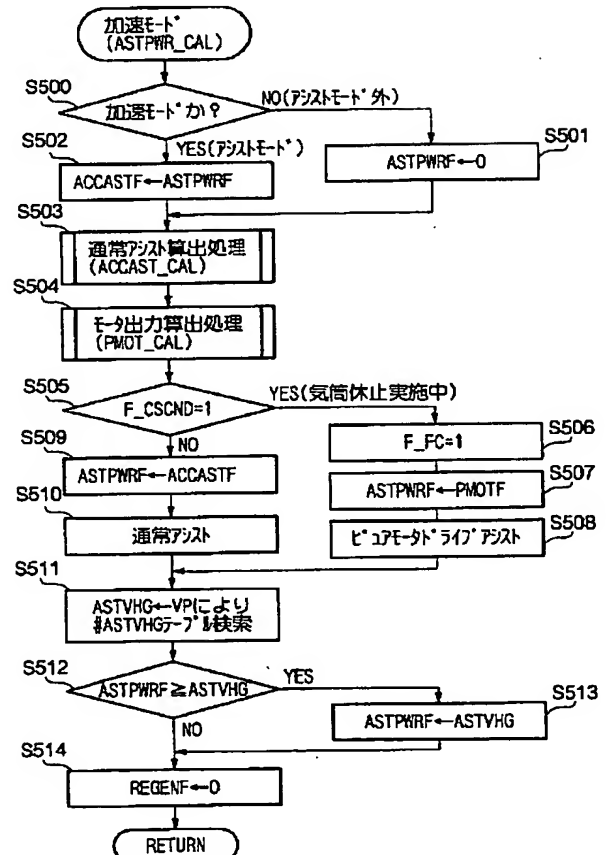 加速モード
(ASTPWR_CAL)
S500
加速モードか?
NO(アシストモード外)
YES(アシストモード)
S501
ASTPWRF←0
S502
ACCASTF←ASTPWRF
S503
通常アシスト算出処理
(ACCAST_CAL)
S504
モータ出力算出処理
(PMOT_CAL)
S505
F_CSCND=1
YES(気筒休止実施中)
NO
S506
F_FC=1
S507
ASTPWRF←PMOTF
S508
ピュアモータドライブアシスト
S509
ASTPWRF←ACCASTF
S510
通常アシスト
S511
ASTVHG←VPにより
#ASTVHGテーブル検索
S512
ASTPWRF≧ASTVHG
YES
NO
S513
ASTPWRF←ASTVHG
S514
REGENF←0
RETURN